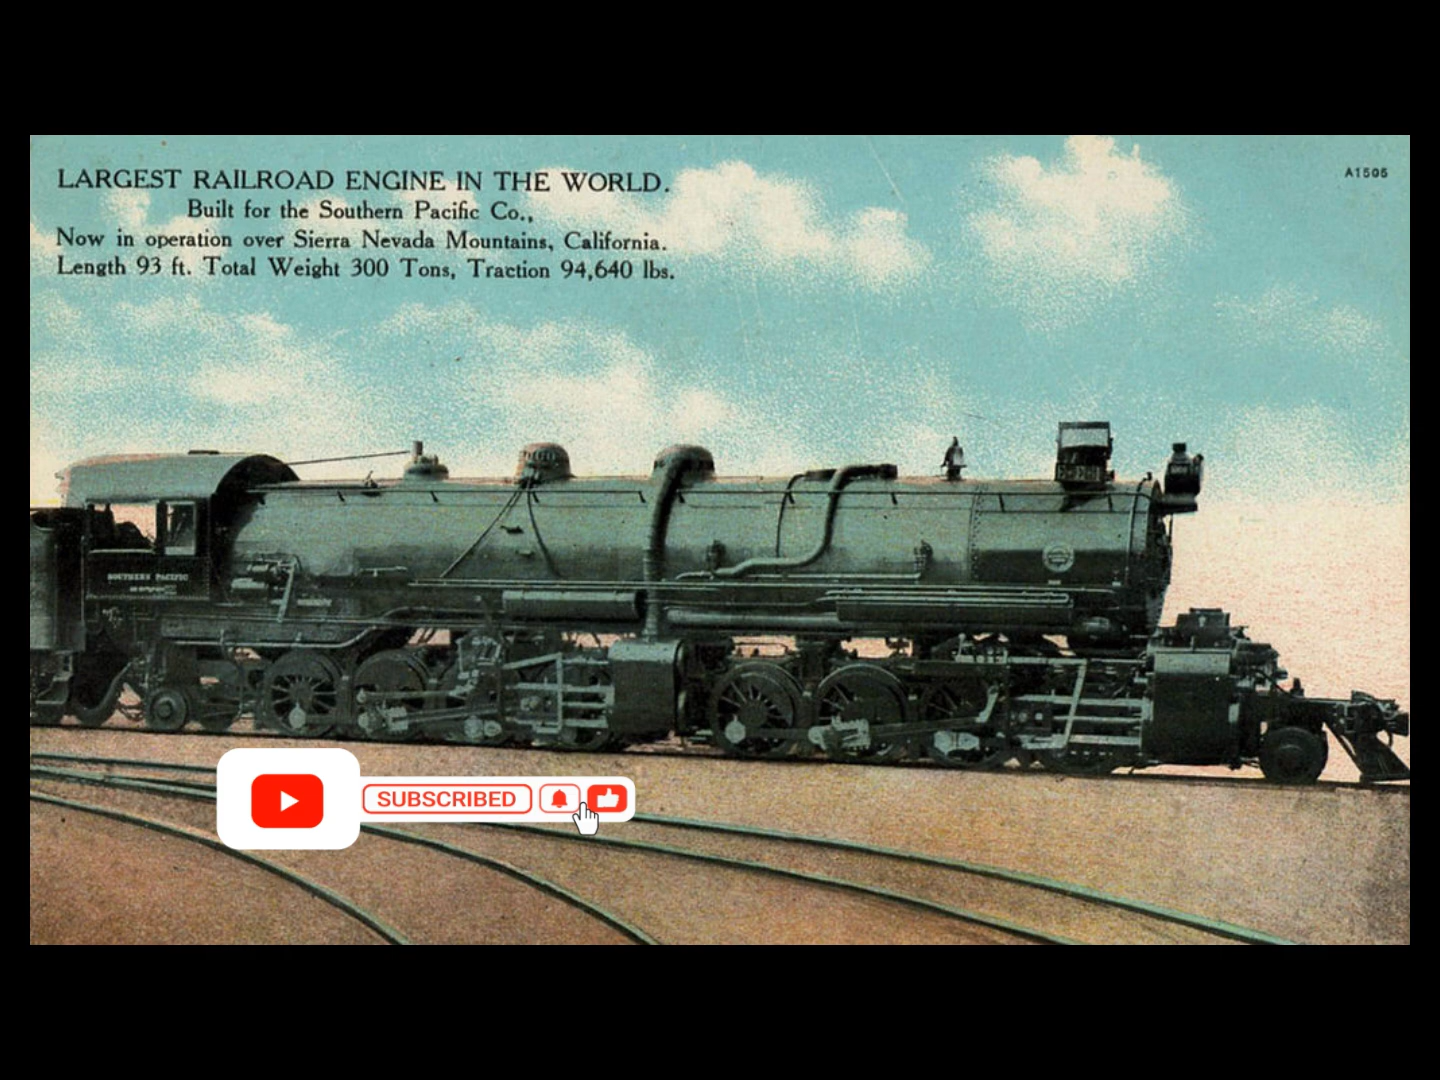 LARGEST RAILROAD ENGINE IN THE WORLD.
A1505
Built for the Southern Pacific Co.,
Now in operation over Sierra Nevada Mountains, California.
Length 93 ft. Total Weight 300 Tons, Traction 94,640 lbs.
SOUTHERN PACIFIC
SUBSCRIBED